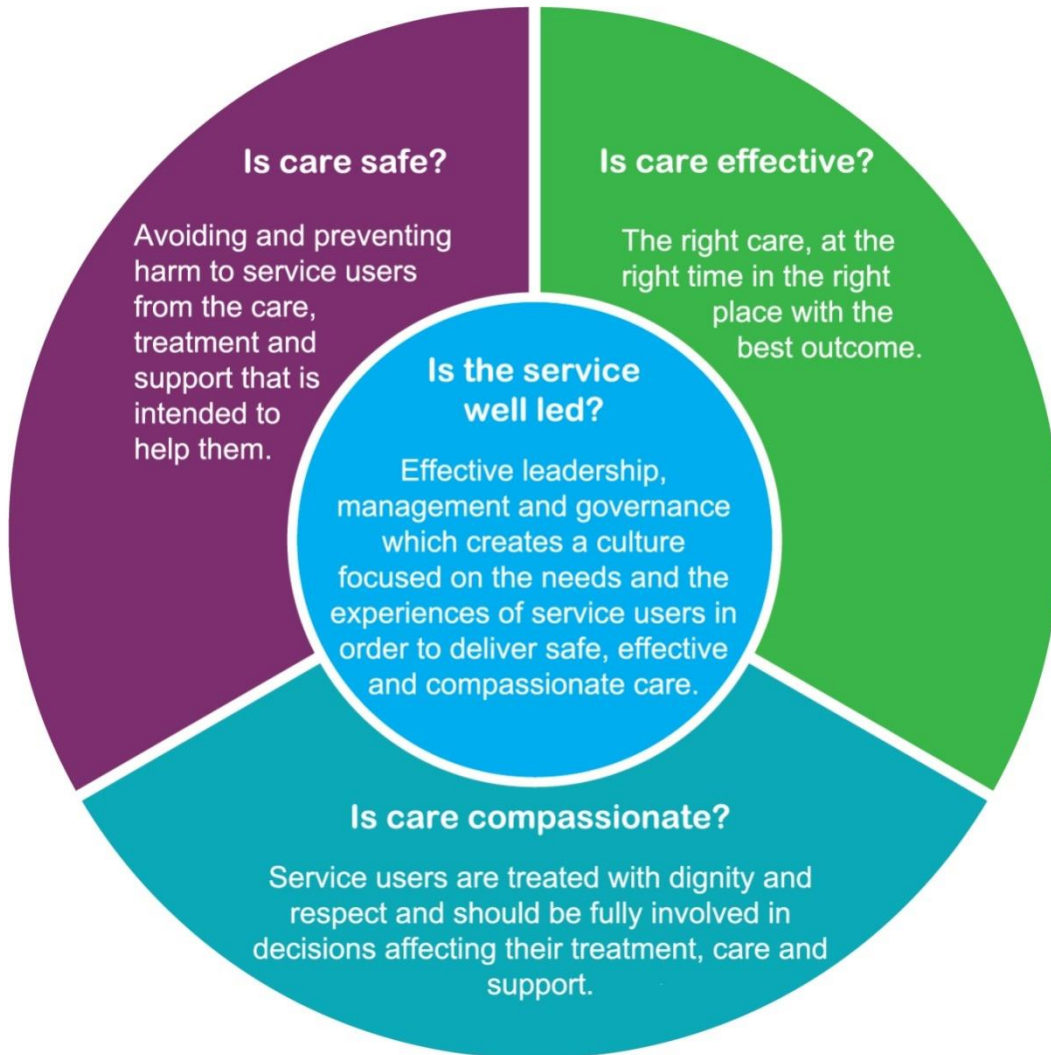 Is care safe?
Avoiding and preventing
harm to service users
from the care,
treatment and
support that is
intended to
help them.
Is care effective?
The right care, at the
right time in the right
place with the
best outcome.
Is the service
well led?
Effective leadership,
management and governance
which creates a culture
focused on the needs and the
experiences of service users in
order to deliver safe, effective
and compassionate care.
Is care compassionate?
Service users are treated with dignity and
respect and should be fully involved in
decisions affecting their treatment, care and
support.